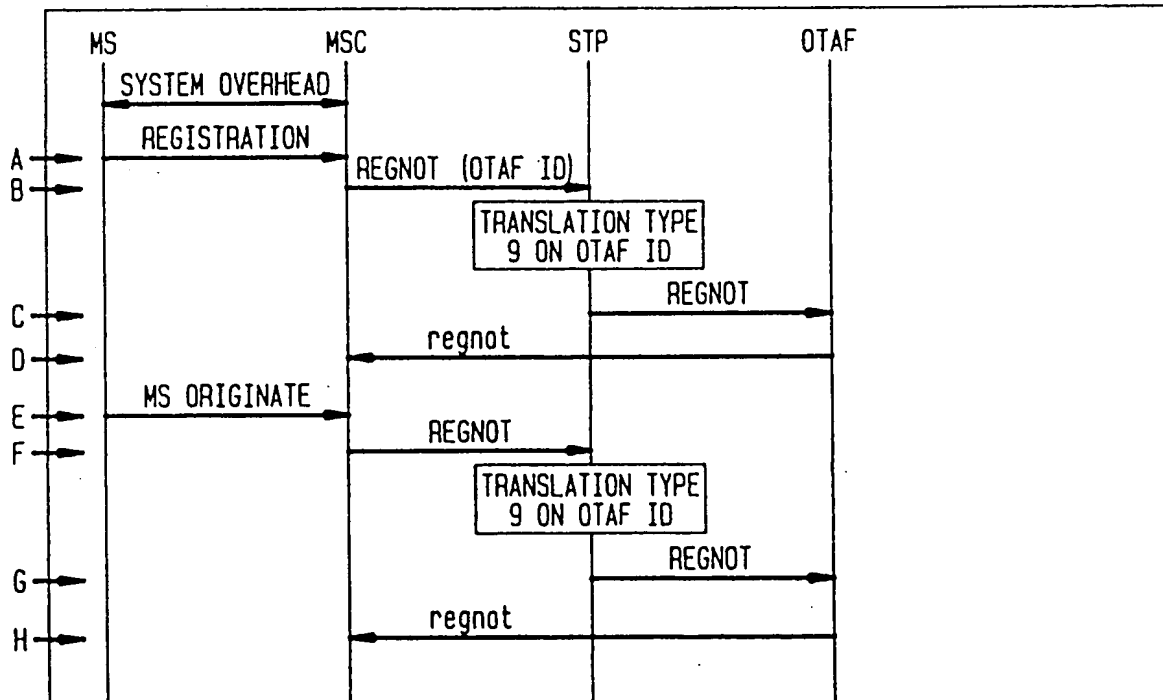 MS MSC STP OTAF
SYSTEM OVERHEAD
A REGISTRATION
B REGNOT (OTAF ID)
TRANSLATION TYPE
9 ON OTAF ID
C REGNOT
D regnot
E MS ORIGINATE
F REGNOT
TRANSLATION TYPE
9 ON OTAF ID
G REGNOT
H regnot